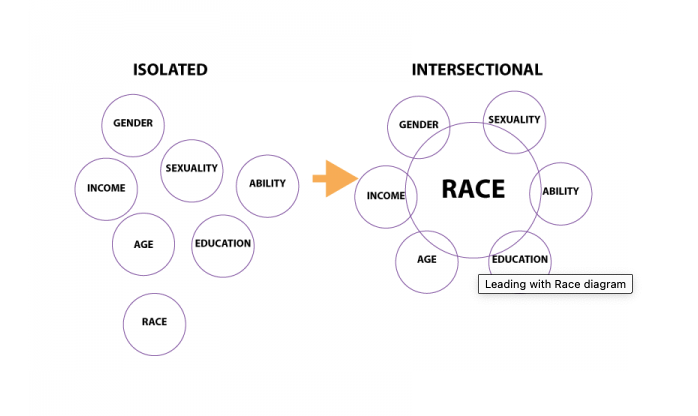 ISOLATED
GENDER
SEXUALITY
INCOME
ABILITY
AGE
EDUCATION
RACE
INTERSECTIONAL
GENDER
SEXUALITY
INCOME
RACE
ABILITY
AGE
EDUCATION
Leading with Race diagram